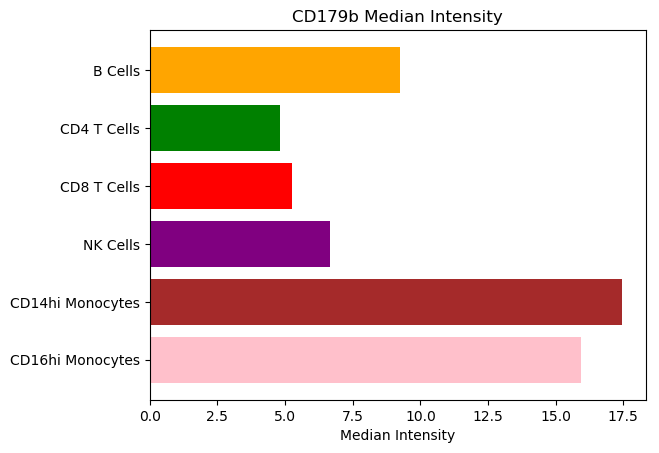 CD179b Median Intensity
B Cells
CD4 T Cells
CD8 T Cells
NK Cells
CD14hi Monocytes
CD16hi Monocytes
0.0 2.5 5.0 7.5 10.0 12.5 15.0 17.5
Median Intensity